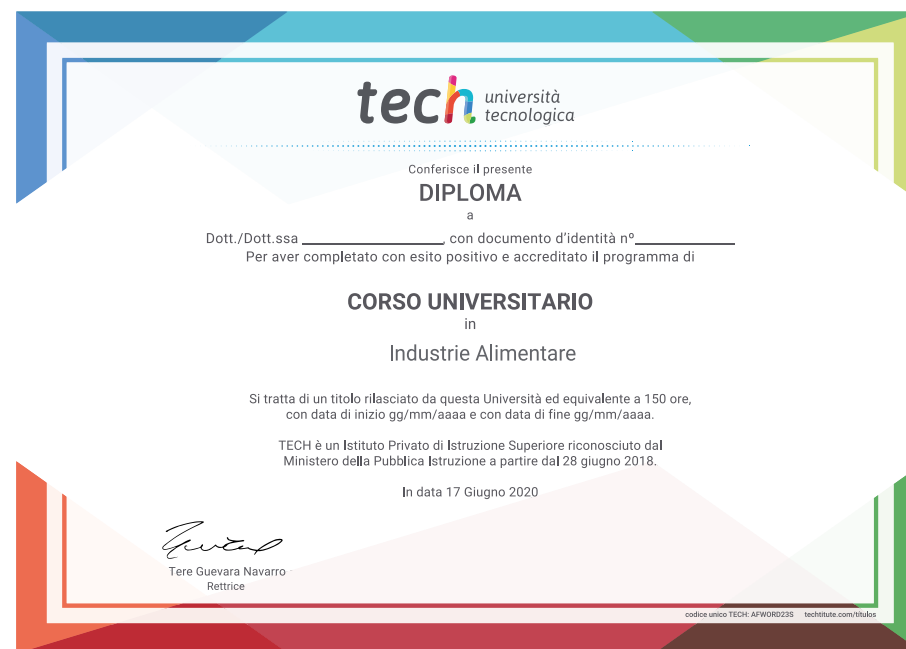 tech università
tecnologica
Conferisce il presente
DIPLOMA
a
Dott./Dott.ssa ____________________, con documento d'identità nº______________
Per aver completato con esito positivo e accreditato il programma di
CORSO UNIVERSITARIO
in
Industrie Alimentare
Si tratta di un titolo rilasciato da questa Università ed equivalente a 150 ore,
con data di inizio gg/mm/aaaa e con data di fine gg/mm/aaaa.
TECH è un Istituto Privato di Istruzione Superiore riconosciuto dal
Ministero della Pubblica Istruzione a partire dal 28 giugno 2018.
In data 17 Giugno 2020
Tere Guevara Navarro
Rettrice
codice unico TECH: AFWORD23S techtitute.com/titulos